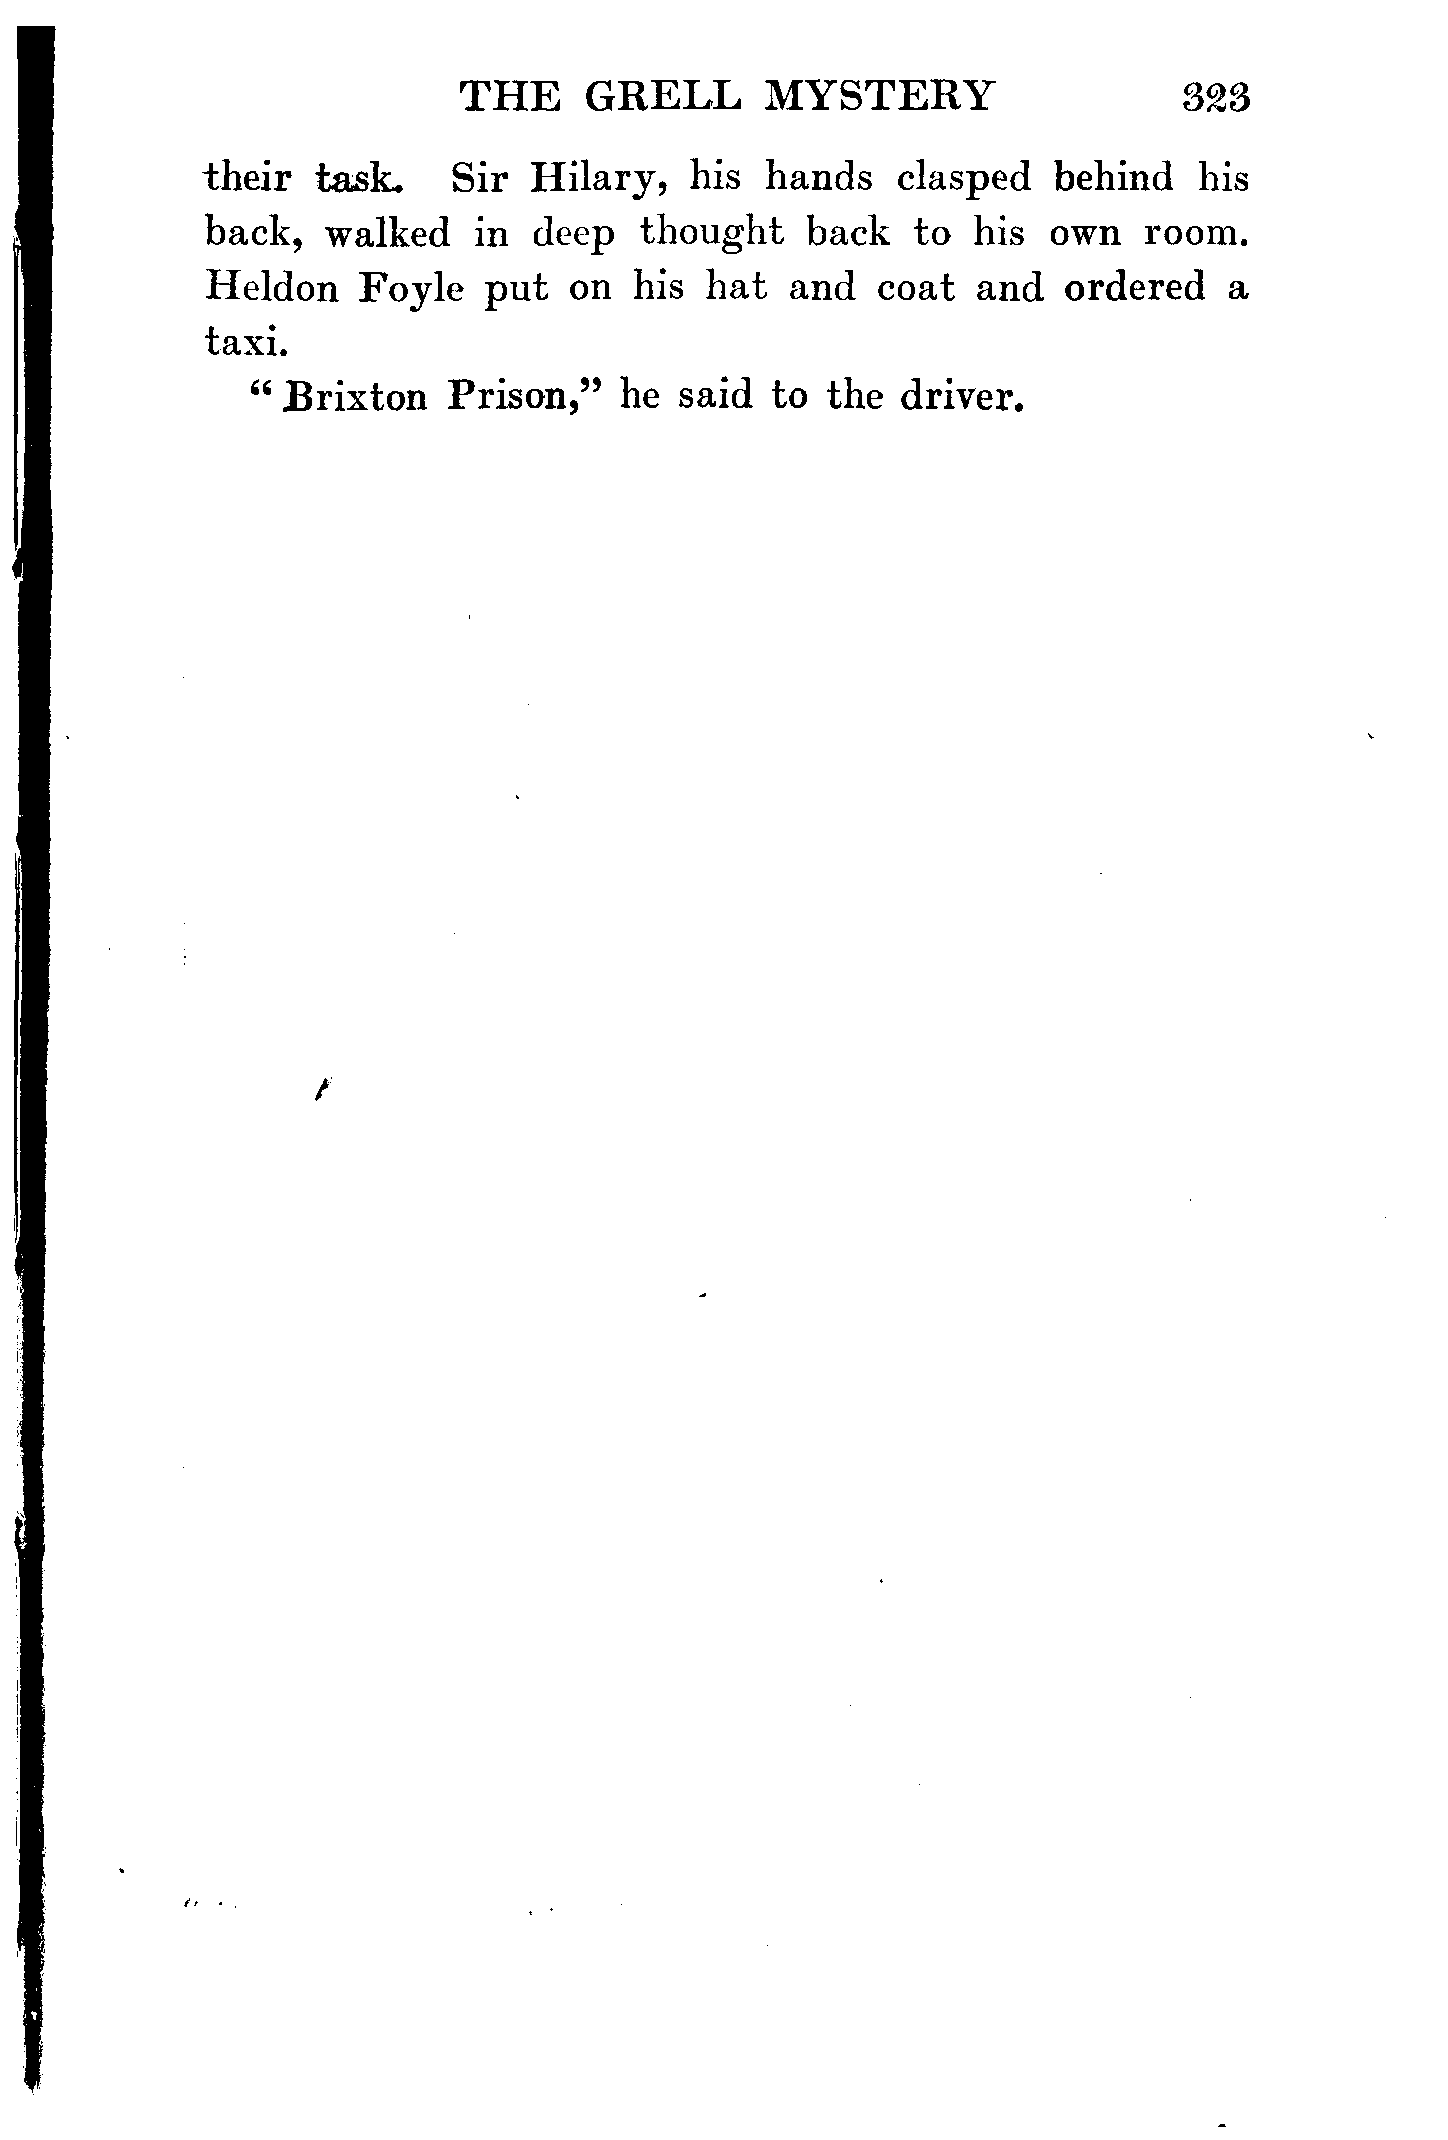 THE GRELL MYSTERY 323
their task. Sir Hilary, his hands clasped behind his
back, walked in deep thought back to his own room.
Heldon Foyle put on his hat and coat and ordered a
taxi.
“ Brixton Prison,” he said to the driver.